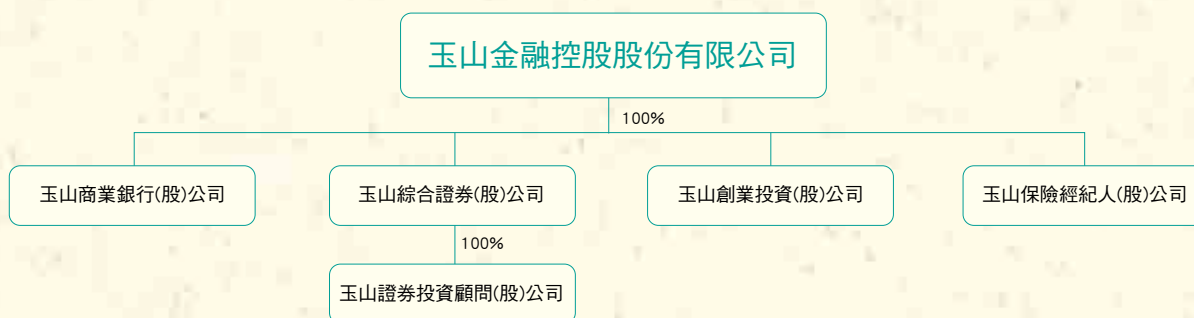 玉山金融控股股份有限公司
100%
玉山商業銀行(股)公司
玉山綜合證券(股)公司
玉山創業投資(股)公司
玉山保險經紀人(股)公司
100%
玉山證券投資顧問(股)公司